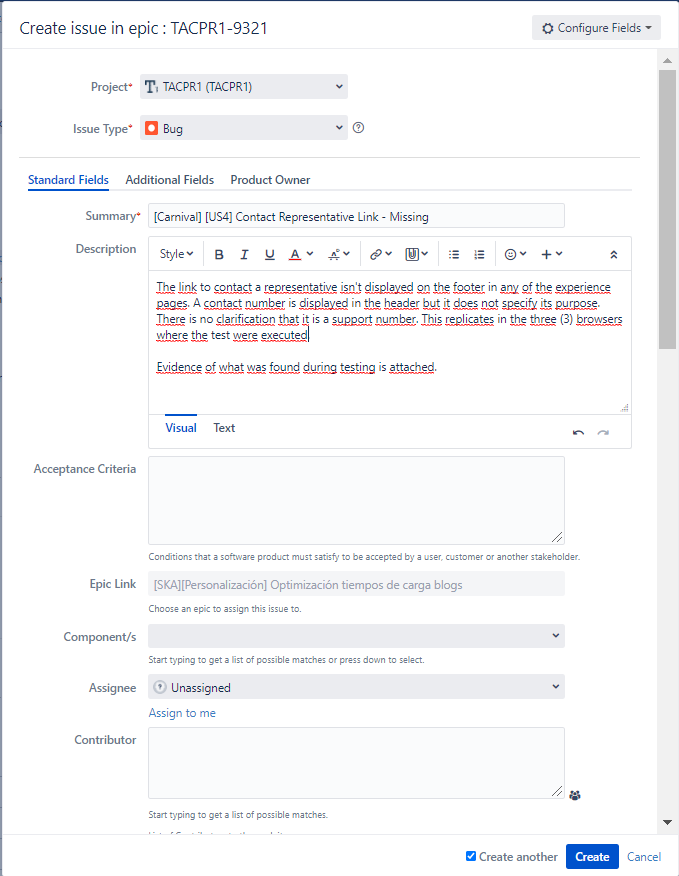 Create issue in epic : TACPR1-9321
Configure Fields
Project*
TACPR1 (TACPR1)
Issue Type*
Bug
Standard Fields
Additional Fields
Product Owner
Summary*
[Carnival] [US4] Contact Representative Link - Missing
Description
Style
B I U A
The link to contact a representative isn't displayed on the footer in any of the experience
pages. A contact number is displayed in the header but it does not specify its purpose.
There is no clarification that it is a support number. This replicates in the three (3) browsers
where the test were executed
Evidence of what was found during testing is attached.
Visual
Text
Acceptance Criteria
Conditions that a software product must satisfy to be accepted by a user, customer or another stakeholder.
Epic Link
[SKA][Personalización] Optimización tiempos de carga blogs
Choose an epic to assign this issue to.
Component/s
Start typing to get a list of possible matches or press down to select.
Assignee
Unassigned
Assign to me
Contributor
Start typing to get a list of possible matches.
Create another
Create
Cancel